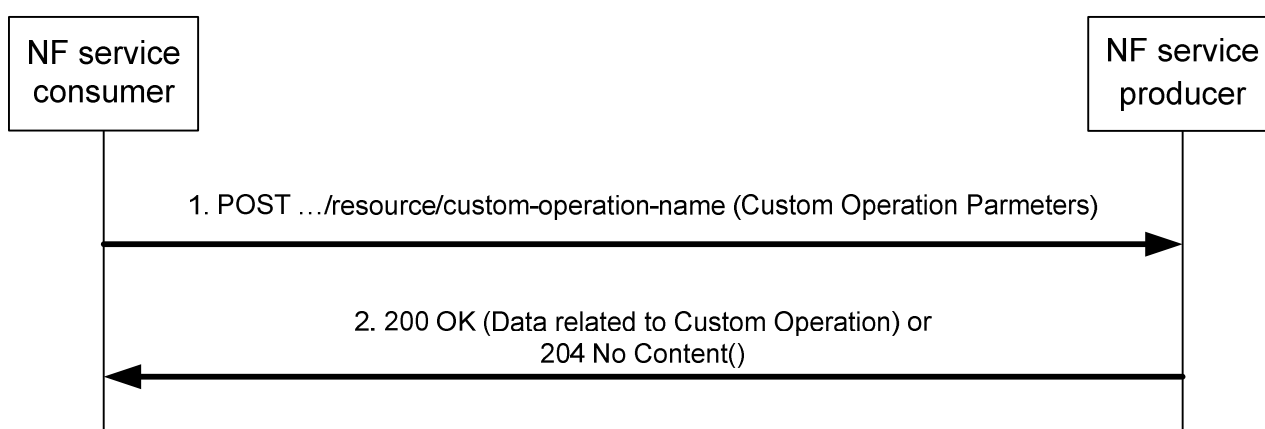 NF service
consumer
NF service
producer
1. POST …/resource/custom-operation-name (Custom Operation Parmeters)
2. 200 OK (Data related to Custom Operation) or
204 No Content()